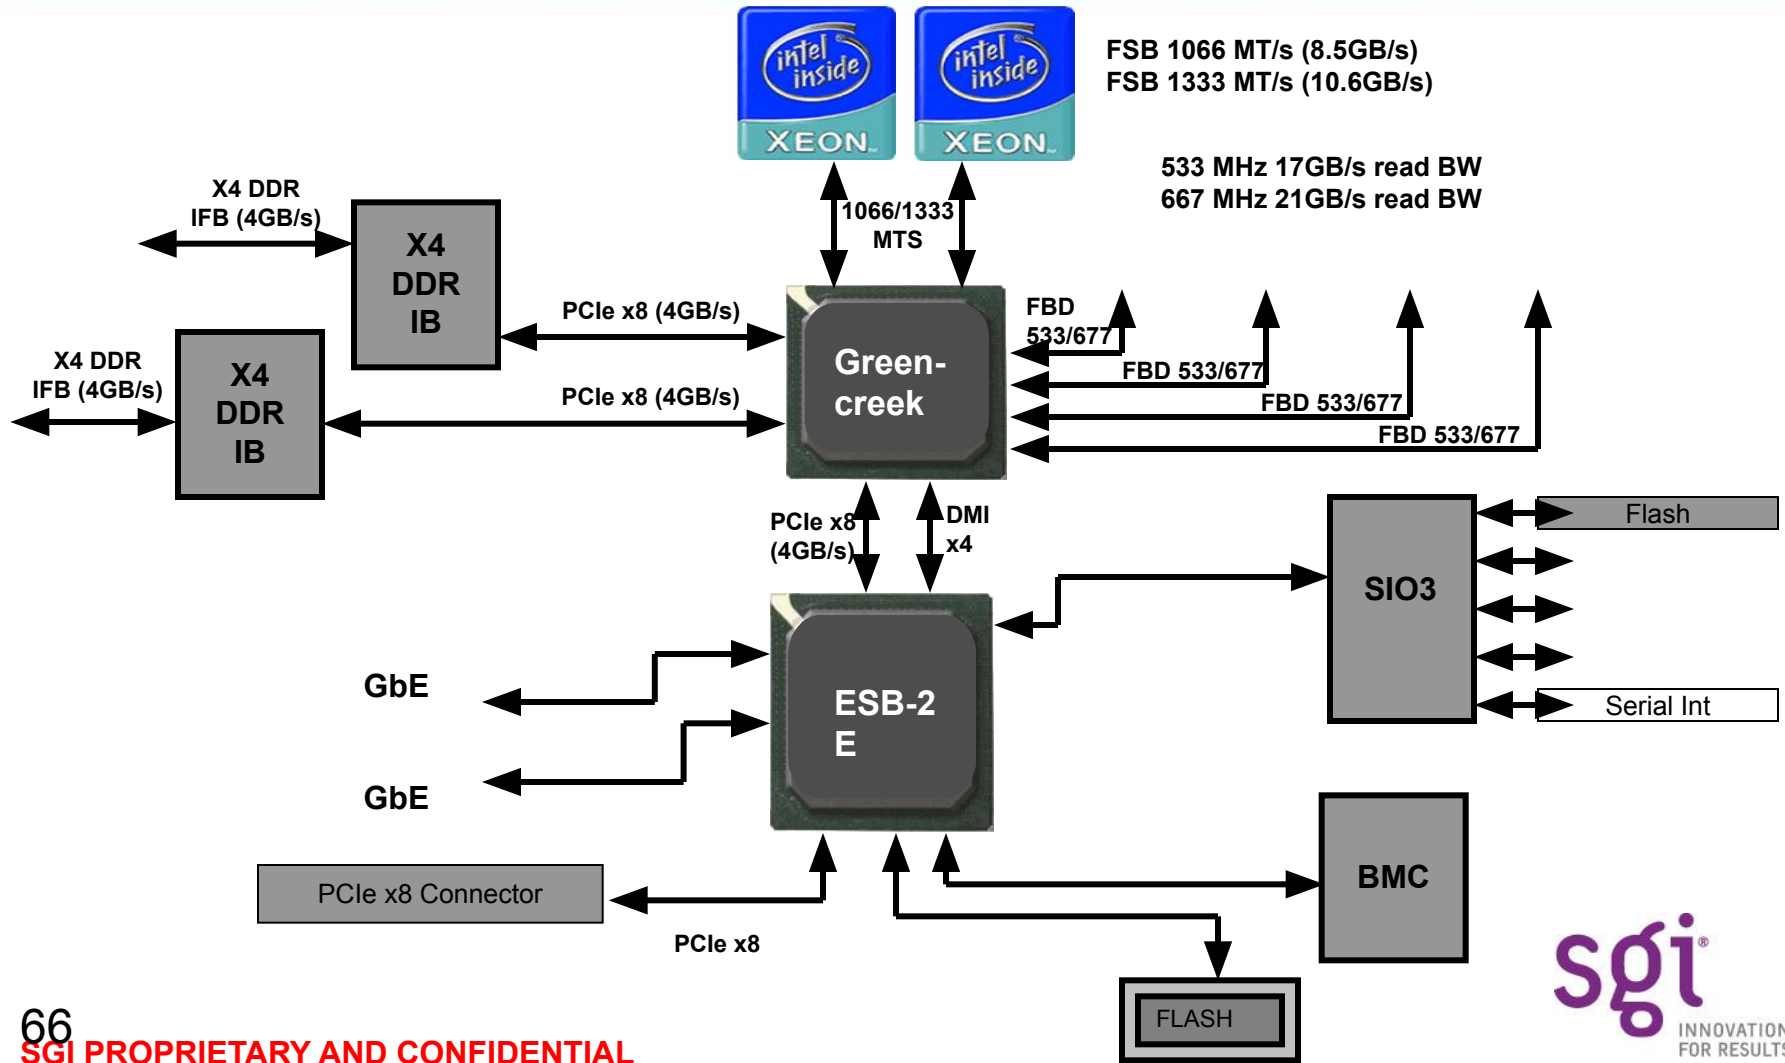 intel
inside
XEON
intel
inside
XEON
FSB 1066 MT/s (8.5GB/s)
FSB 1333 MT/s (10.6GB/s)
533 MHz 17GB/s read BW
667 MHz 21GB/s read BW
X4 DDR
IFB (4GB/s)
X4
DDR
IB
1066/1333
MTS
PCIe x8 (4GB/s)
FBD
533/677
FBD 533/677
FBD 533/677
FBD 533/677
Green-
creek
X4 DDR
IFB (4GB/s)
X4
DDR
IB
PCIe x8 (4GB/s)
PCIe x8
(4GB/s)
DMI
x4
SIO3
Flash
Serial Int
GbE
GbE
ESB-2
E
BMC
PCIe x8 Connector
PCIe x8
FLASH
sgi®
INNOVATION
FOR RESULTS
66
SGI PROPRIETARY AND CONFIDENTIAL